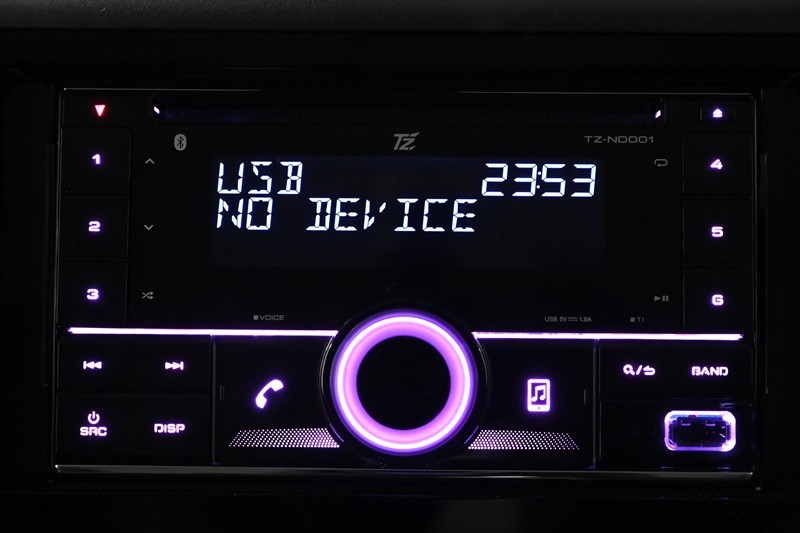 TZ
TZ-ND001
1
USB 23:53
4
NO DEVICE
2
5
3
6
VOICE
USB 5V 1.5A
TI
BAND
SRC
DISP